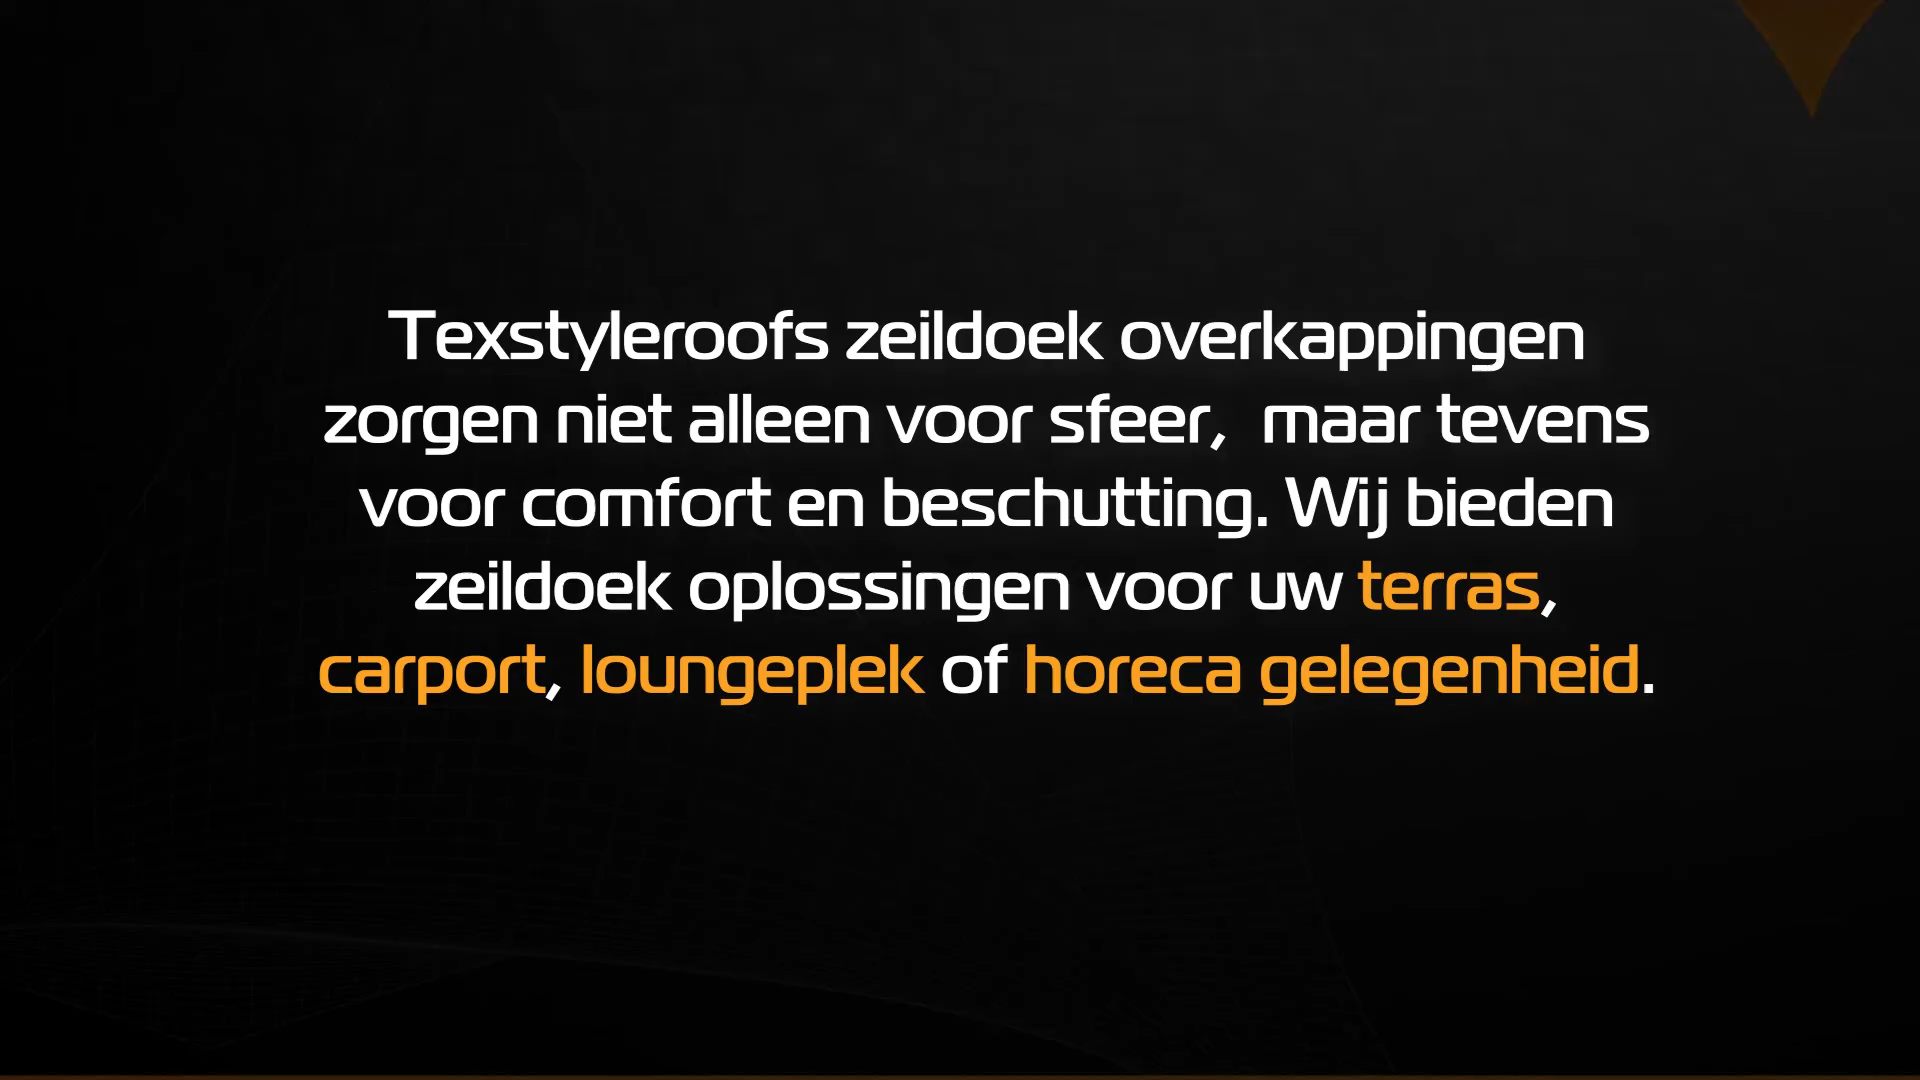 Texstyleroofs zeildoek overkappingen
zorgen niet alleen voor sfeer,  maar tevens
voor comfort en beschutting. Wij bieden
zeildoek oplossingen voor uw terras,
carport, loungeplek of horeca gelegenheid.